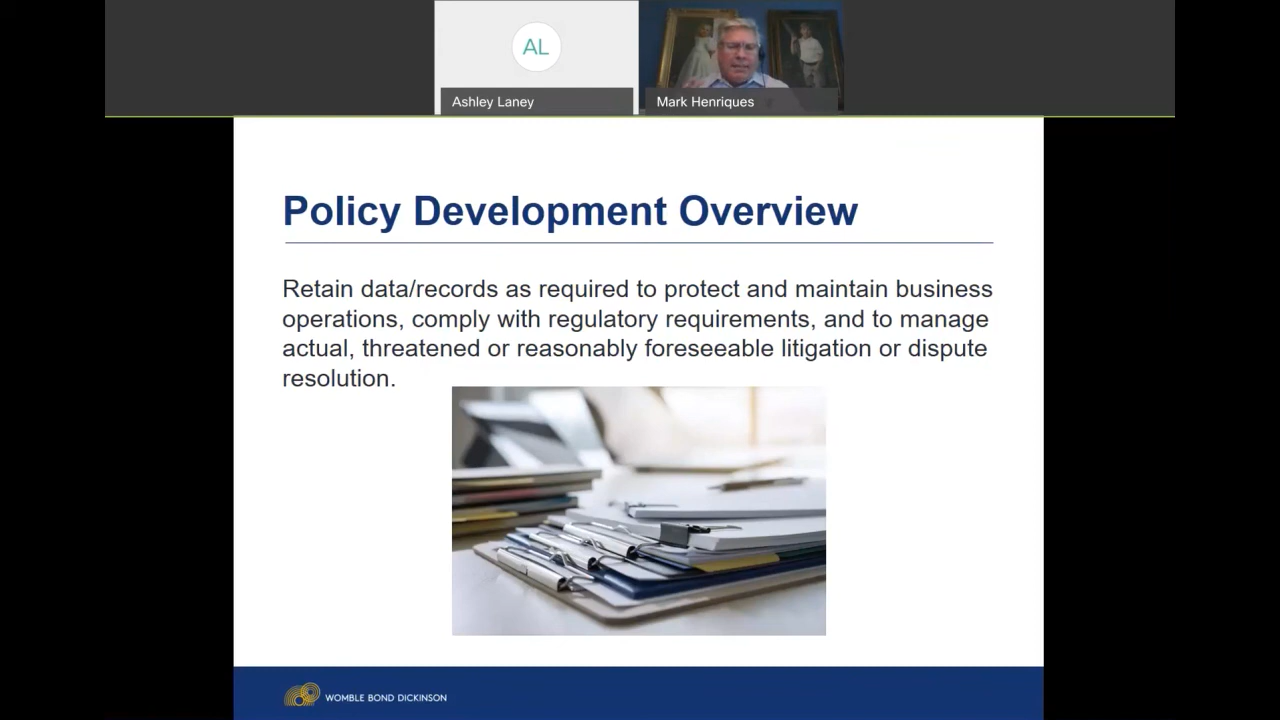 AL
Ashley Laney
Mark Henriques
Policy Development Overview
Retain data/records as required to protect and maintain business
operations, comply with regulatory requirements, and to manage
actual, threatened or reasonably foreseeable litigation or dispute
resolution.
WOMBLE BOND DICKINSON